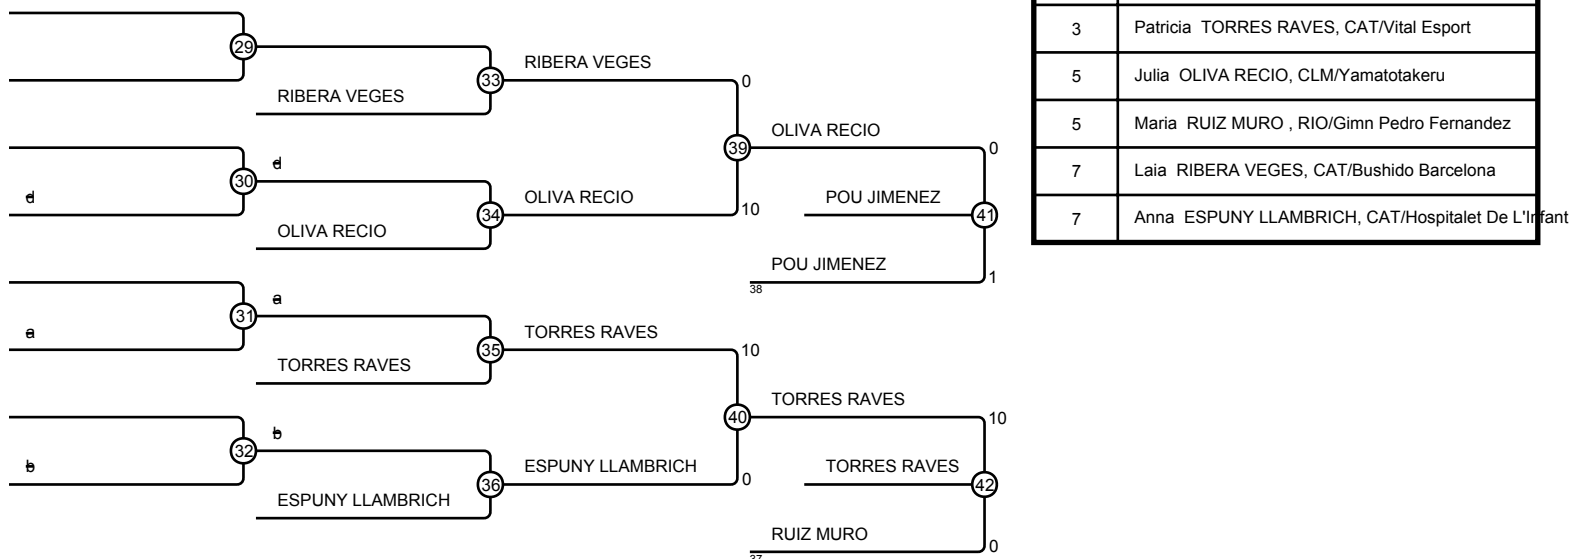 29
RIBERA VEGES
33
RIBERA VEGES
0
d
30
d
OLIVA RECIO
34
OLIVA RECIO
10
39
OLIVA RECIO
0
POU JIMENEZ
41
POU JIMENEZ
38
1
a
31
a
TORRES RAVES
35
TORRES RAVES
10
b
32
b
ESPUNY LLAMBRICH
36
ESPUNY LLAMBRICH
0
40
TORRES RAVES
10
TORRES RAVES
42
RUIZ MURO
37
0
3 Patricia TORRES RAVES, CAT/Vital Esport
5 Julia OLIVA RECIO, CLM/Yamatotakeru
5 Maria RUIZ MURO , RIO/Gimn Pedro Fernandez
7 Laia RIBERA VEGES, CAT/Bushido Barcelona
7 Anna ESPUNY LLAMBRICH, CAT/Hospitalet De L'Infant